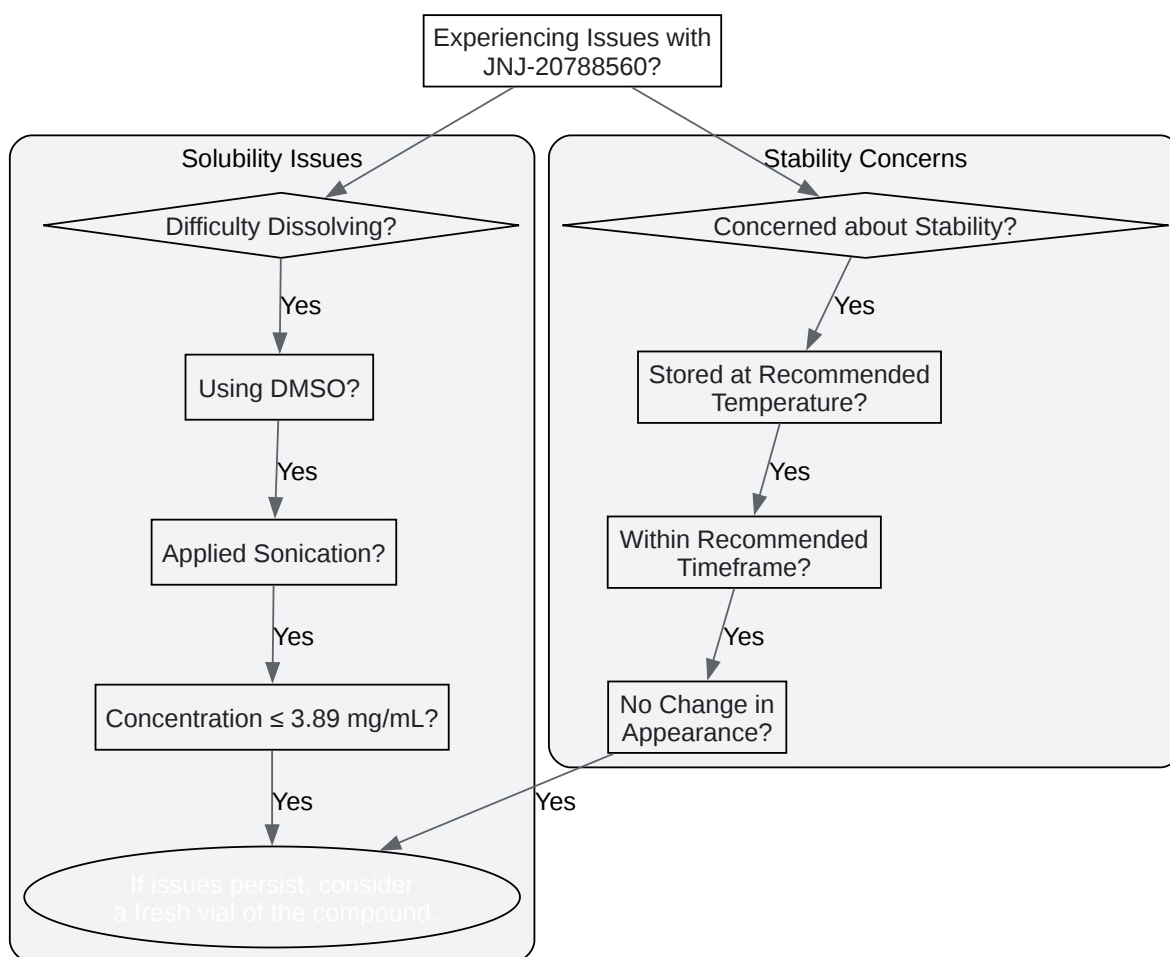 Experiencing Issues with
JNJ-20788560?
Solubility Issues
Difficulty Dissolving?
Yes
Using DMSO?
Yes
Applied Sonication?
Yes
Concentration ≤ 3.89 mg/mL?
Yes
If issues persist, consider
a fresh vial of the compound.
Stability Concerns
Concerned about Stability?
Yes
Stored at Recommended
Temperature?
Yes
Within Recommended
Timeframe?
Yes
No Change in
Appearance?
Yes